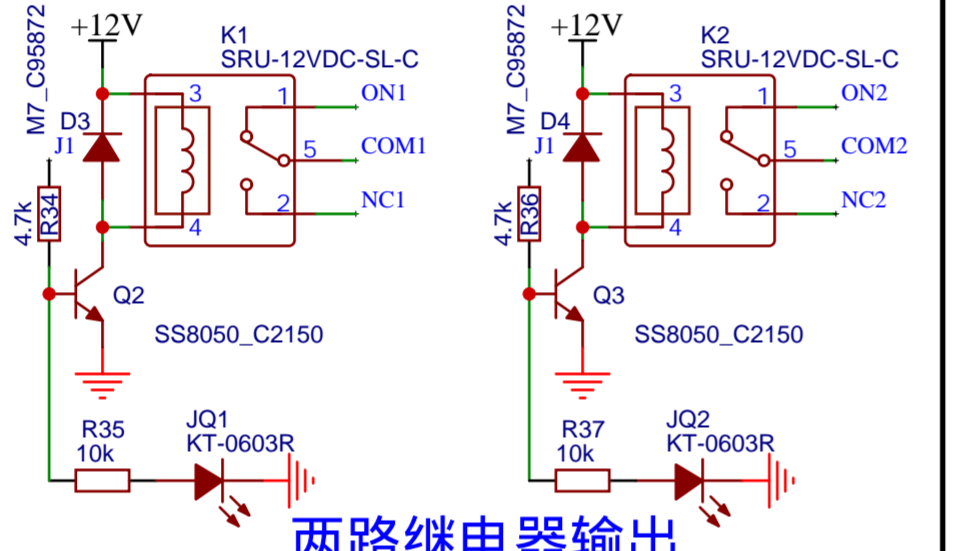 +12V
M7_C95872
K1
SRU-12VDC-SL-C
D3
J1
3
1
ON1
5
COM1
4.7k
R34
2
NC1
4
Q2
SS8050_C2150
R35
10k
JQ1
KT-0603R
+12V
M7_C95872
K2
SRU-12VDC-SL-C
D4
J1
3
1
ON2
5
COM2
4.7k
R36
2
NC2
4
Q3
SS8050_C2150
R37
10k
JQ2
KT-0603R
两路继电器输出